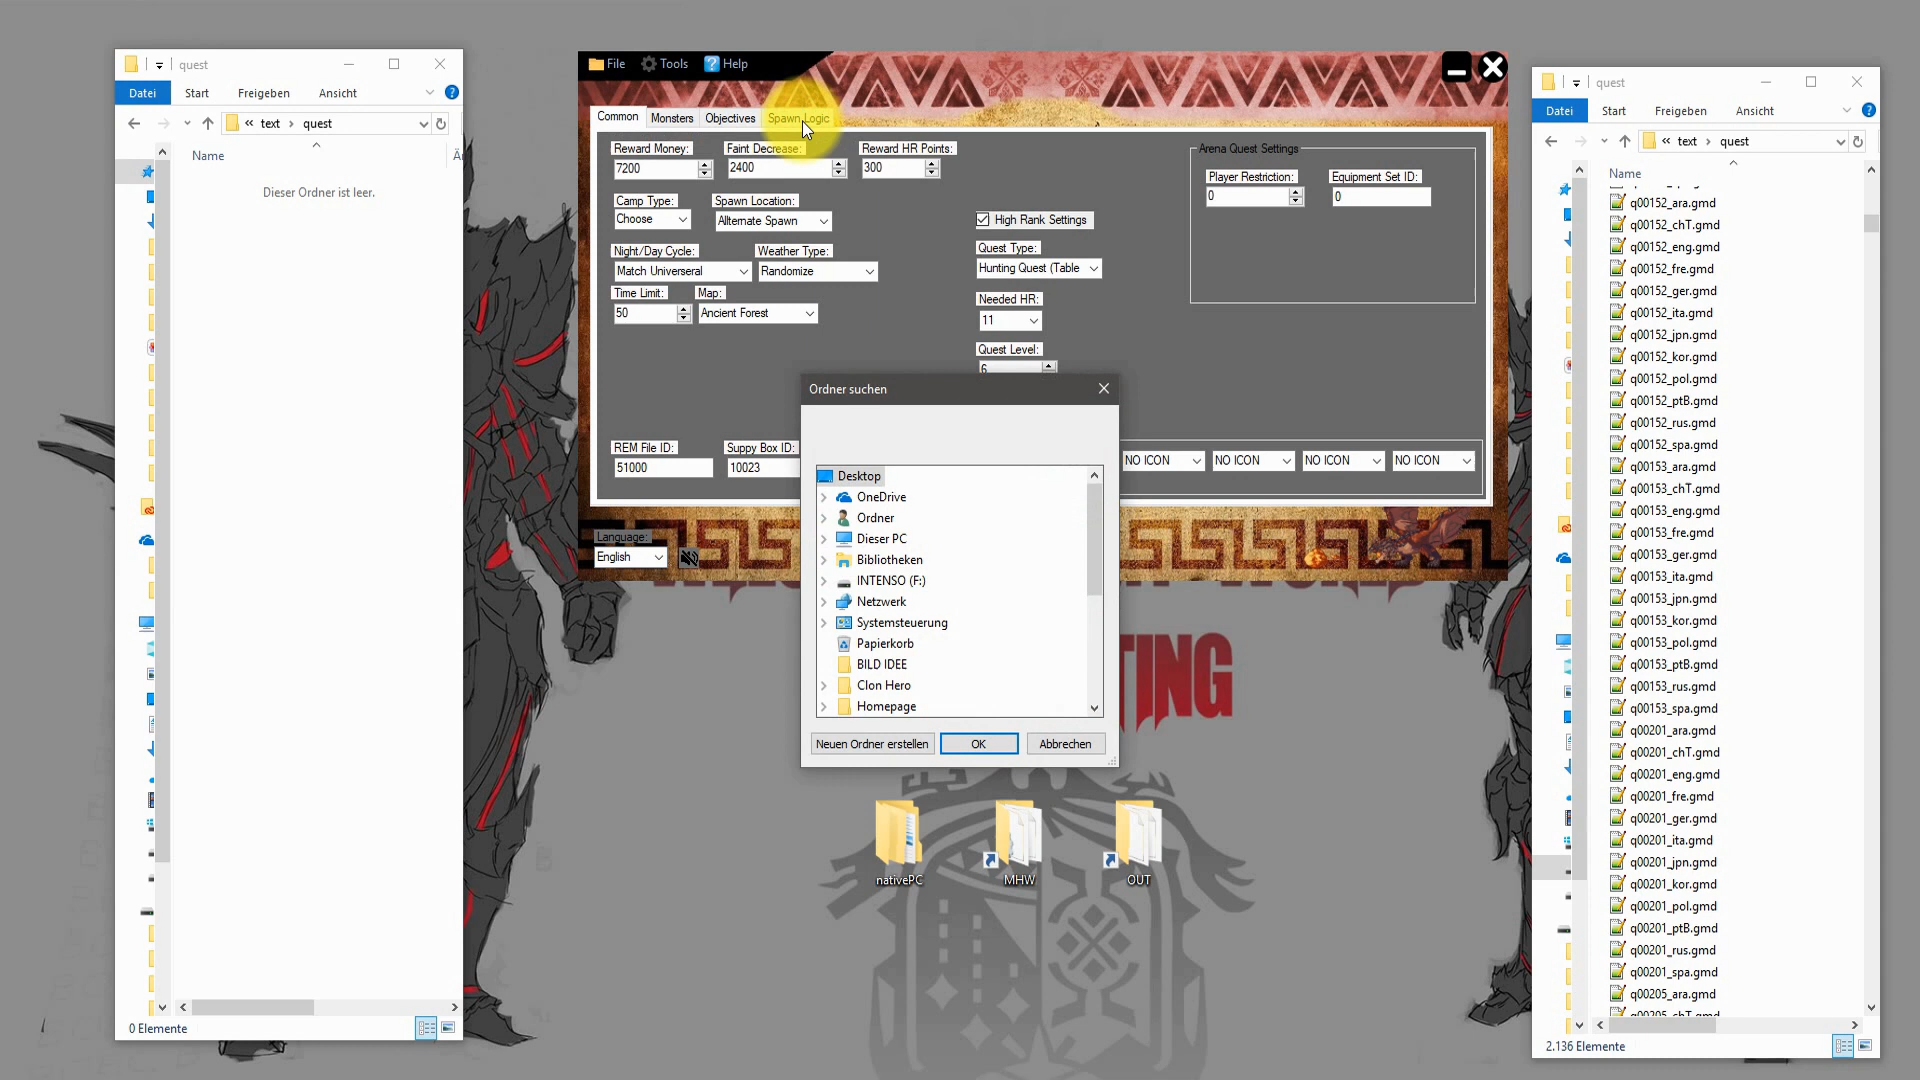 quest
Datei
Start
Freigeben
Ansicht
« text › quest
Name
Dieser Ordner ist leer.
0 Elemente
File
Tools
Help
Common
Monsters
Objectives
Spawn Logic
Reward Money:
Faint Decrease:
Reward HR Points:
7200
2400
300
Camp Type:
Spawn Location:
Choose
Alternate Spawn
Night/Day Cycle:
Weather Type:
Match Univserseral
Randomize
Time Limit:
Map:
50
Ancient Forest
High Rank Settings
Quest Type:
Hunting Quest (Table
Needed HR:
11
Quest Level:
6
Arena Quest Settings
Player Restriction:
Equipment Set ID:
0
0
REM File ID:
Suppy Box ID:
51000
10023
NO ICON
NO ICON
NO ICON
NO ICON
Language:
English
Ordner suchen
Desktop
OneDrive
Ordner
Dieser PC
Bibliotheken
INTENSO (F:)
Netzwerk
Systemsteuerung
Papierkorb
BILD IDEE
Clon Hero
Homepage
Neuen Ordner erstellen
OK
Abbrechen
TING
nativePC
MHW
OUT
quest
Datei
Start
Freigeben
Ansicht
« text › quest
Name
q00152_ara.gmd
q00152_chT.gmd
q00152_eng.gmd
q00152_fre.gmd
q00152_ger.gmd
q00152_ita.gmd
q00152_jpn.gmd
q00152_kor.gmd
q00152_pol.gmd
q00152_ptB.gmd
q00152_rus.gmd
q00152_spa.gmd
q00153_ara.gmd
q00153_chT.gmd
q00153_eng.gmd
q00153_fre.gmd
q00153_ger.gmd
q00153_ita.gmd
q00153_jpn.gmd
q00153_kor.gmd
q00153_pol.gmd
q00153_ptB.gmd
q00153_rus.gmd
q00153_spa.gmd
q00201_ara.gmd
q00201_chT.gmd
q00201_eng.gmd
q00201_fre.gmd
q00201_ger.gmd
q00201_ita.gmd
q00201_jpn.gmd
q00201_kor.gmd
q00201_pol.gmd
q00201_ptB.gmd
q00201_rus.gmd
q00201_spa.gmd
q00205_ara.gmd
q00205_chT.gmd
2.136 Elemente